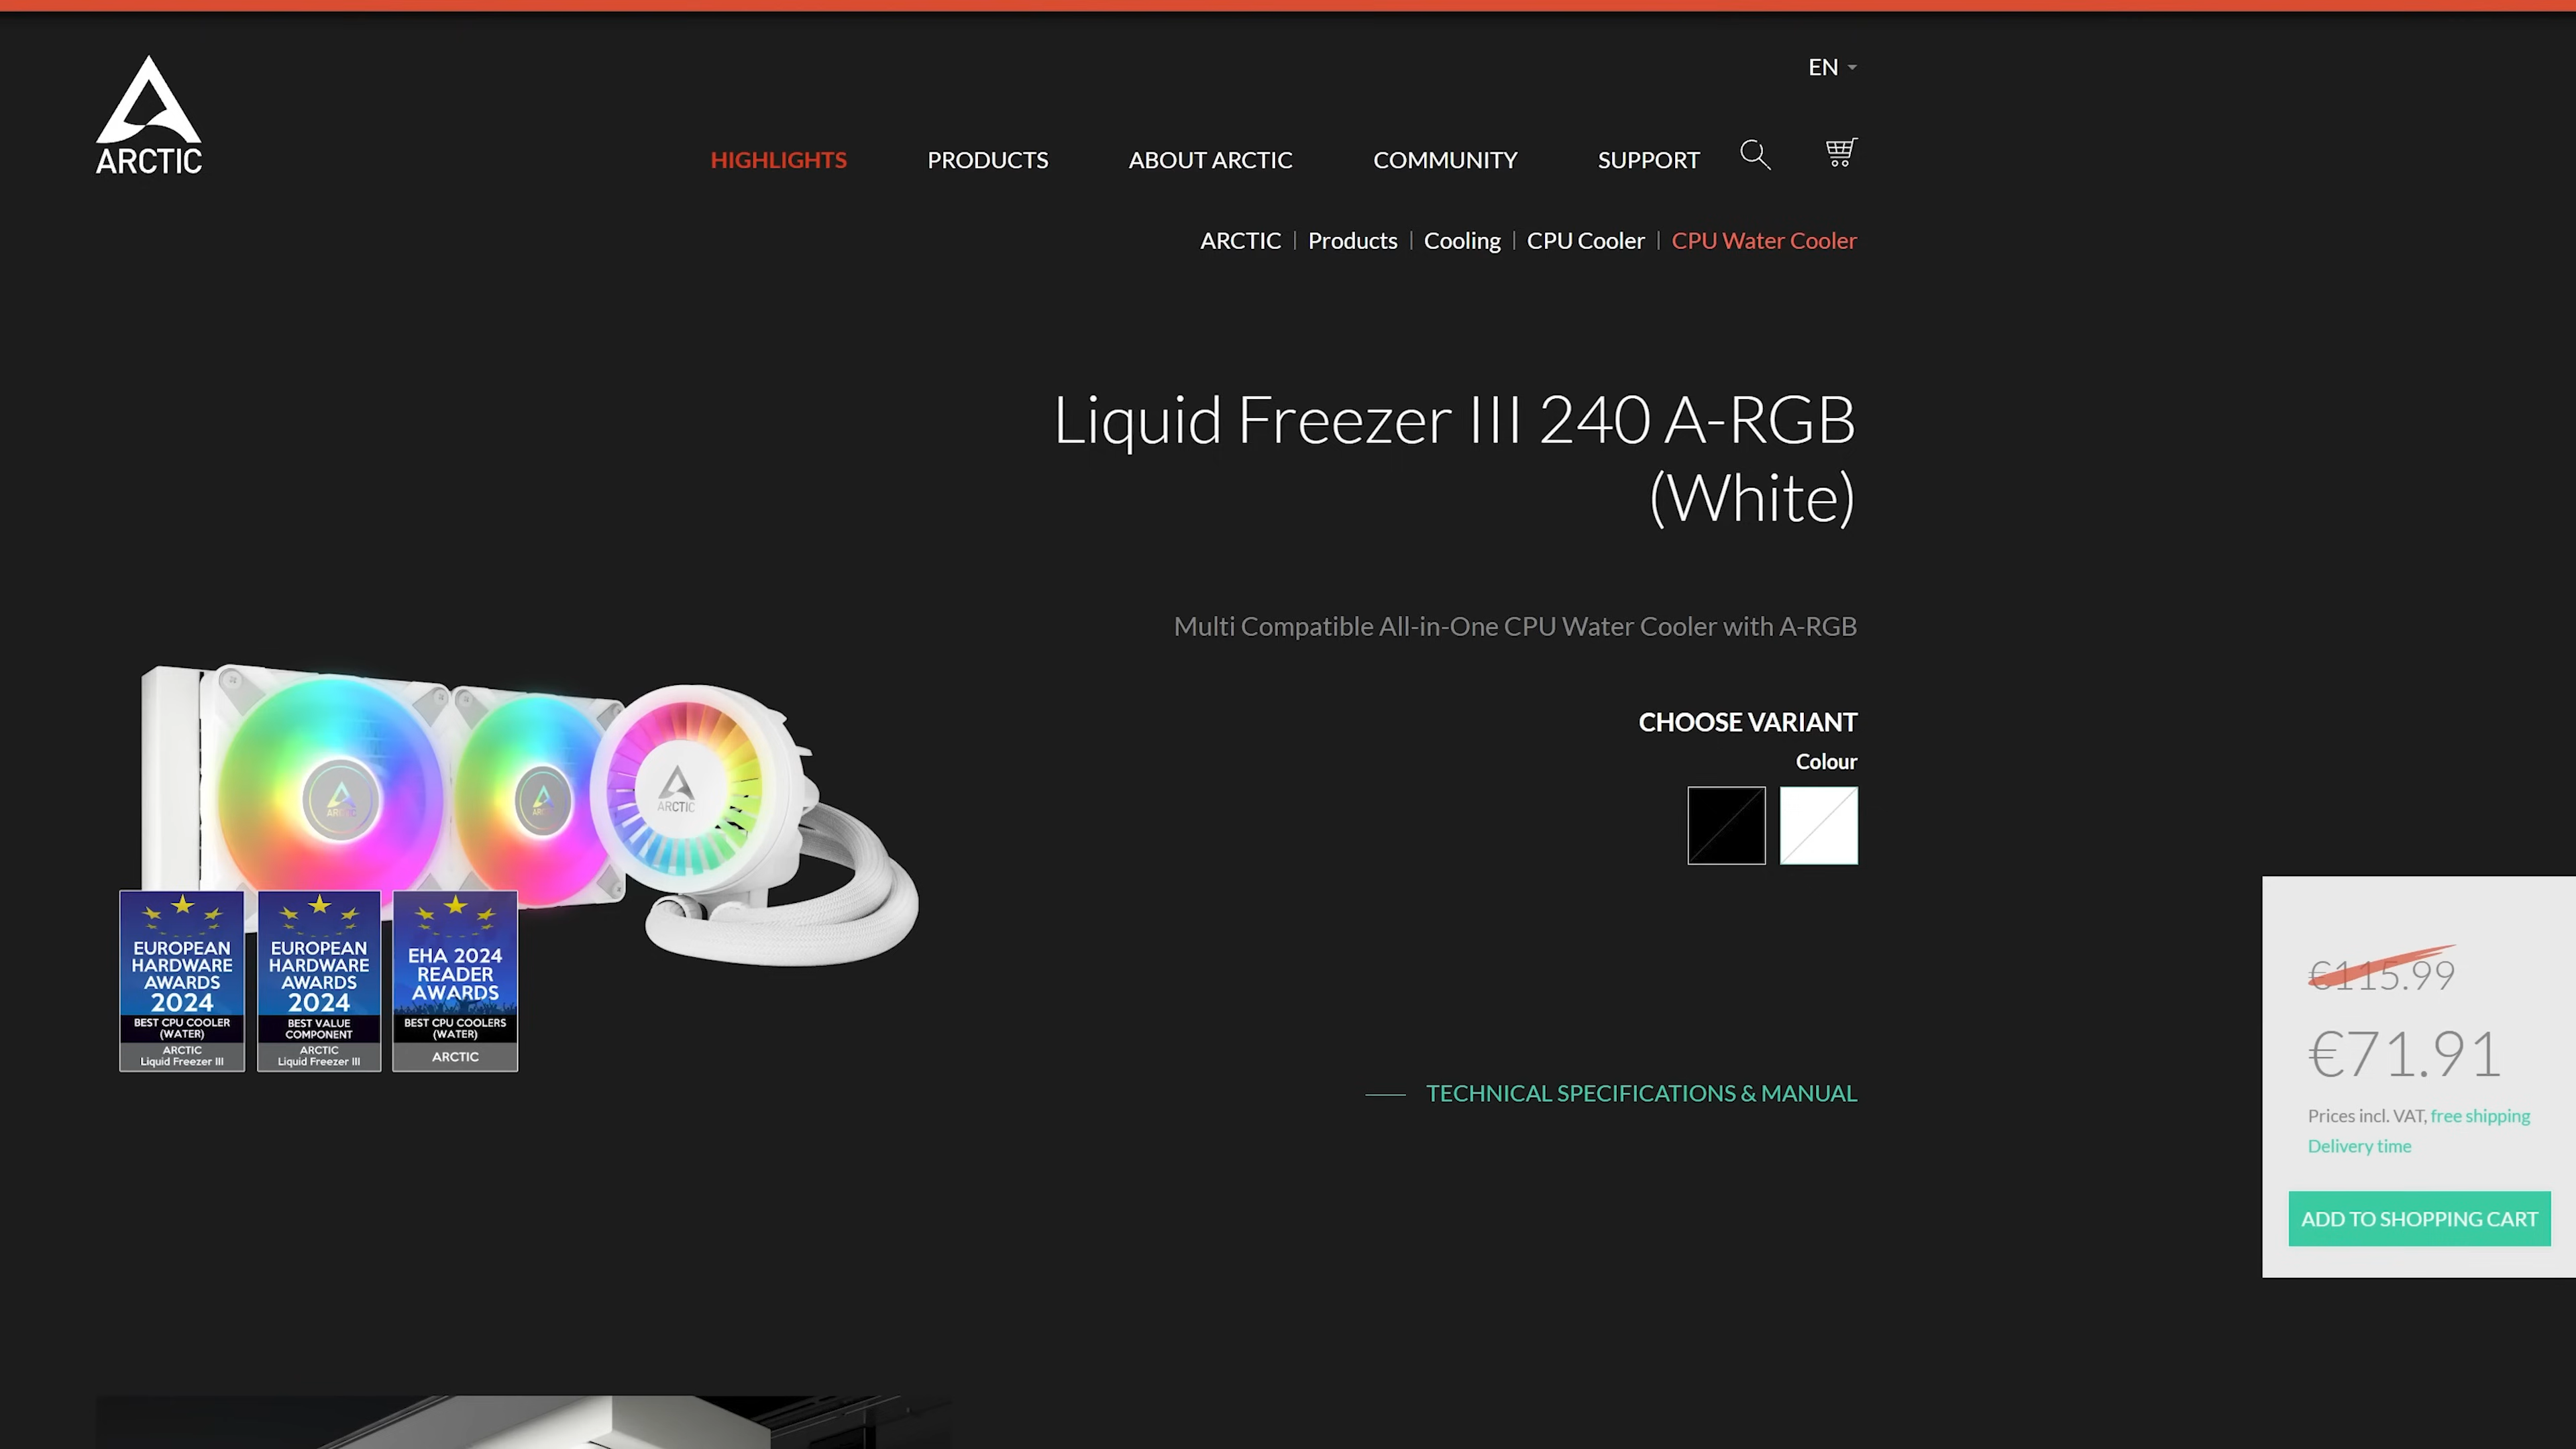 EN
ARCTIC
HIGHLIGHTS
PRODUCTS
ABOUT ARCTIC
COMMUNITY
SUPPORT
ARCTIC | Products | Cooling | CPU Cooler | CPU Water Cooler
Liquid Freezer III 240 A-RGB
(White)
Multi Compatible All-in-One CPU Water Cooler with A-RGB
CHOOSE VARIANT
Colour
ARCTIC
ARCTIC
ARCTIC
EUROPEAN
HARDWARE
AWARDS
2024
BEST CPU COOLER
(WATER)
ARCTIC
Liquid Freezer III
EUROPEAN
HARDWARE
AWARDS
2024
BEST VALUE
COMPONENT
ARCTIC
Liquid Freezer III
EHA 2024
READER
AWARDS
BEST CPU COOLERS
(WATER)
ARCTIC
TECHNICAL SPECIFICATIONS & MANUAL
€115.99
€71.91
Prices incl. VAT, free shipping
Delivery time
ADD TO SHOPPING CART